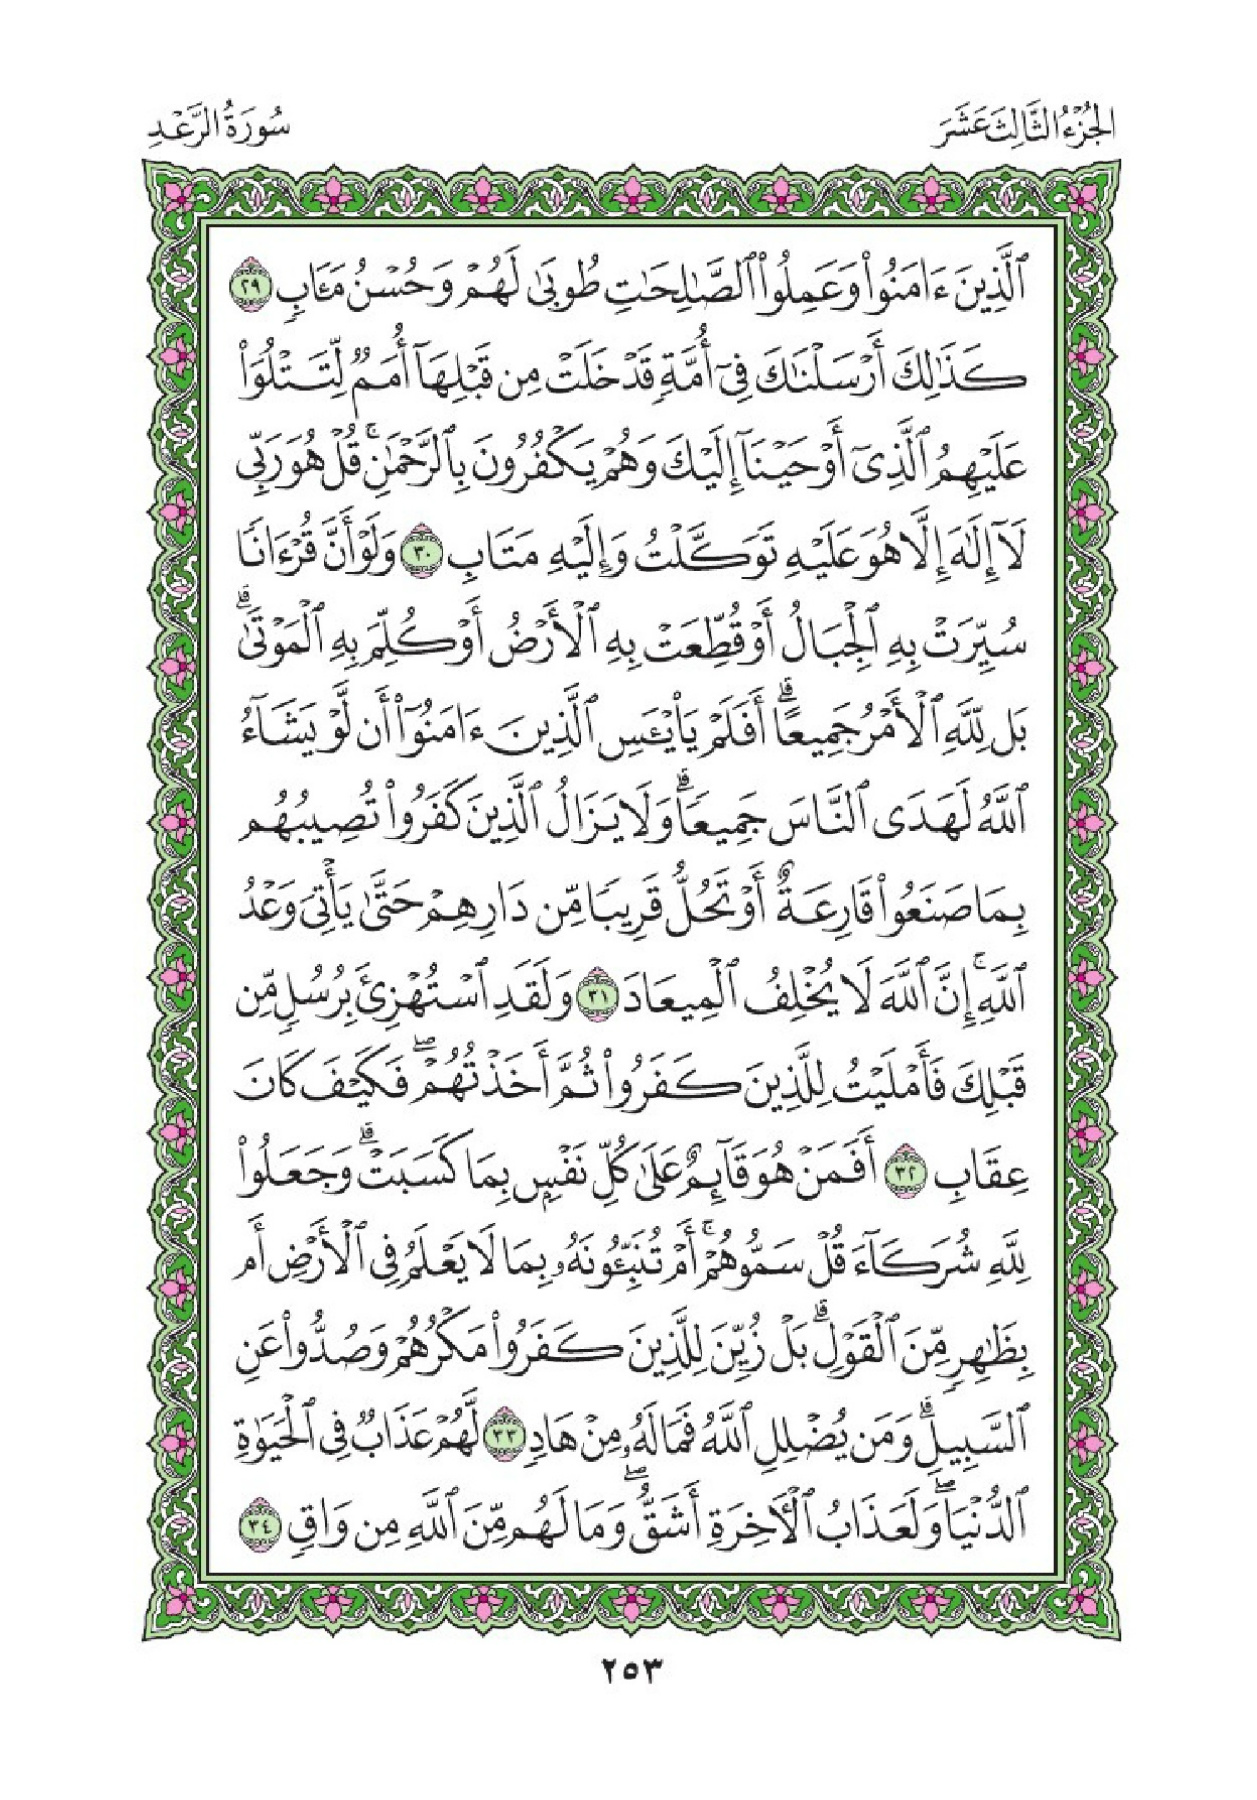 الجُزْءُ الثَّالِثَ عَشَرَ
سُورَةُ الرَّعْدِ
ٱلَّذِينَ ءَامَنُوا۟ وَعَمِلُوا۟ ٱلصَّٰلِحَٰتِ طُوبَىٰ لَهُمْ وَحُسْنُ مَـَٔابٍ ٢٩
كَذَٰلِكَ أَرْسَلْنَٰكَ فِىٓ أُمَّةٍ قَدْ خَلَتْ مِن قَبْلِهَآ أُمَمٌ لِّتَتْلُوَا۟
عَلَيْهِمُ ٱلَّذِىٓ أَوْحَيْنَآ إِلَيْكَ وَهُمْ يَكْفُرُونَ بِٱلرَّحْمَٰنِ ۚ قُلْ هُوَ رَبِّى
لَآ إِلَٰهَ إِلَّا هُوَ عَلَيْهِ تَوَكَّلْتُ وَإِلَيْهِ مَتَابِ ٣٠ وَلَوْ أَنَّ قُرْءَانًا
سُيِّرَتْ بِهِ ٱلْجِبَالُ أَوْ قُطِّعَتْ بِهِ ٱلْأَرْضُ أَوْ كُلِّمَ بِهِ ٱلْمَوْتَىٰ ۗ
بَل لِّلَّهِ ٱلْأَمْرُ جَمِيعًا ۗ أَفَلَمْ يَا۟يْـَٔسِ ٱلَّذِينَ ءَامَنُوٓا۟ أَن لَّوْ يَشَآءُ
ٱللَّهُ لَهَدَى ٱلنَّاسَ جَمِيعًا ۗ وَلَا يَزَالُ ٱلَّذِينَ كَفَرُوا۟ تُصِيبُهُم
بِمَا صَنَعُوا۟ قَارِعَةٌ أَوْ تَحُلُّ قَرِيبًا مِّن دَارِهِمْ حَتَّىٰ يَأْتِىَ وَعْدُ
ٱللَّهِ ۚ إِنَّ ٱللَّهَ لَا يُخْلِفُ ٱلْمِيعَادَ ٣١ وَلَقَدِ ٱسْتُهْزِئَ بِرُسُلٍ مِّن
قَبْلِكَ فَأَمْلَيْتُ لِلَّذِينَ كَفَرُوا۟ ثُمَّ أَخَذْتُهُمْ ۖ فَكَيْفَ كَانَ
عِقَابِ ٣٢ أَفَمَنْ هُوَ قَآئِمٌ عَلَىٰ كُلِّ نَفْسٍۭ بِمَا كَسَبَتْ ۗ وَجَعَلُوا۟
لِلَّهِ شُرَكَآءَ قُلْ سَمُّوهُمْ ۚ أَمْ تُنَبِّـُٔونَهُۥ بِمَا لَا يَعْلَمُ فِى ٱلْأَرْضِ أَم
بِظَٰهِرٍ مِّنَ ٱلْقَوْلِ ۗ بَلْ زُيِّنَ لِلَّذِينَ كَفَرُوا۟ مَكْرُهُمْ وَصُدُّوا۟ عَنِ
ٱلسَّبِيلِ ۗ وَمَن يُضْلِلِ ٱللَّهُ فَمَا لَهُۥ مِنْ هَادٍ ٣٣ لَّهُمْ عَذَابٌ فِى ٱلْحَيَوٰةِ
ٱلدُّنْيَا ۖ وَلَعَذَابُ ٱلْءَاخِرَةِ أَشَقُّ ۖ وَمَا لَهُم مِّنَ ٱللَّهِ مِن وَاقٍ ٣٤
٢٥٣